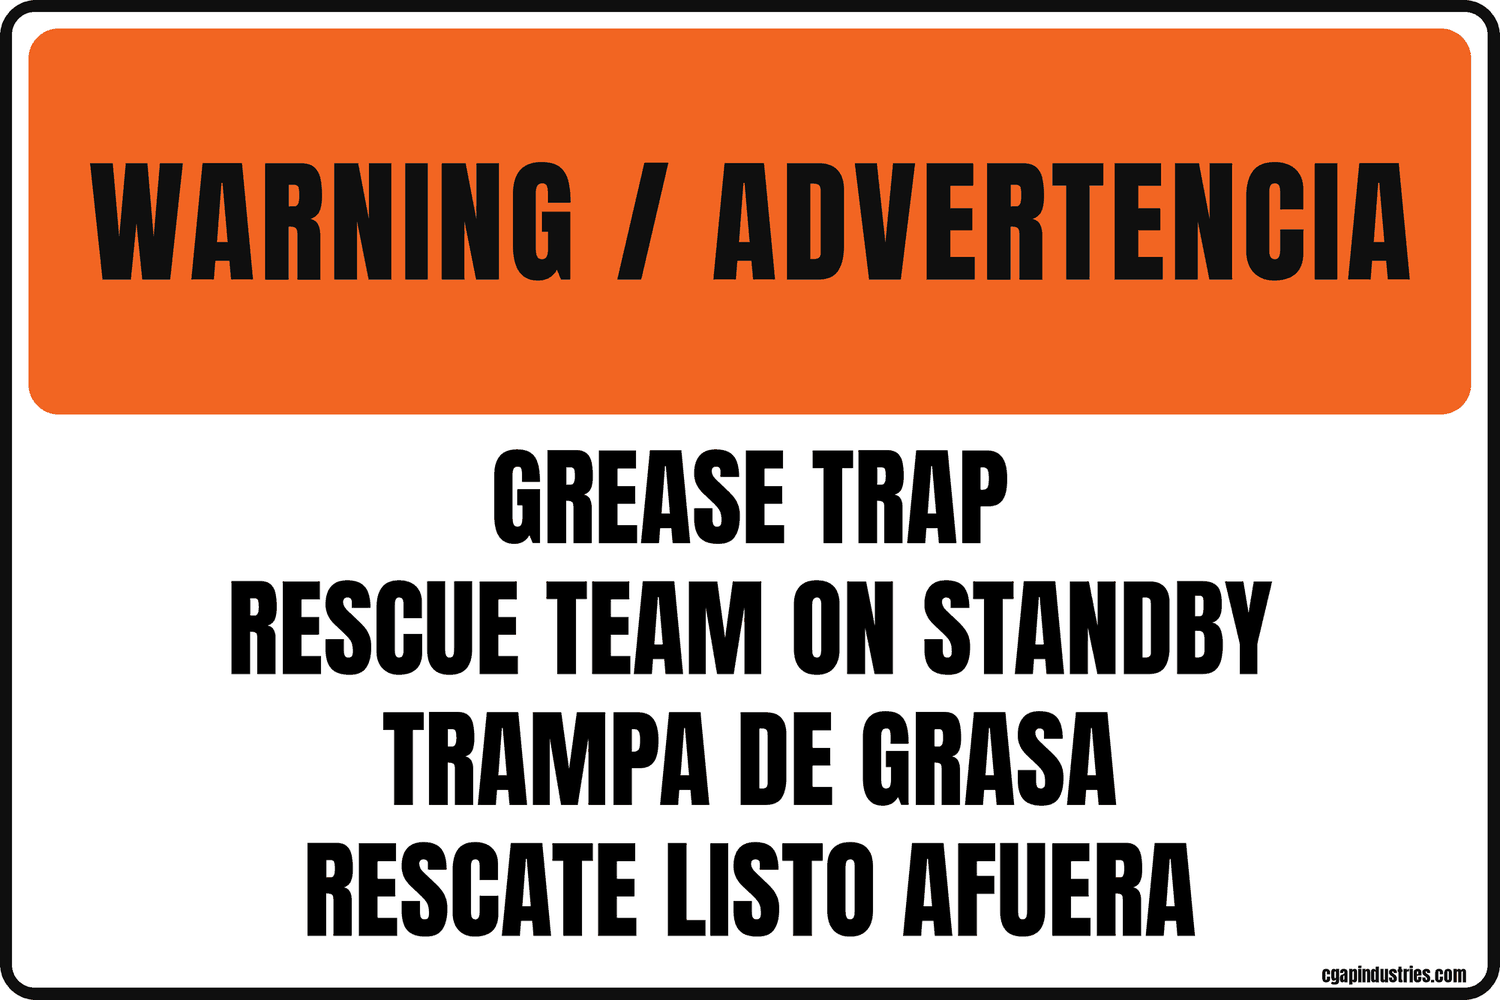 WARNING / ADVERTENCIA
GREASE TRAP
RESCUE TEAM ON STANDBY
TRAMPA DE GRASA
RESCATE LISTO AFUERA
cgapindustries.com